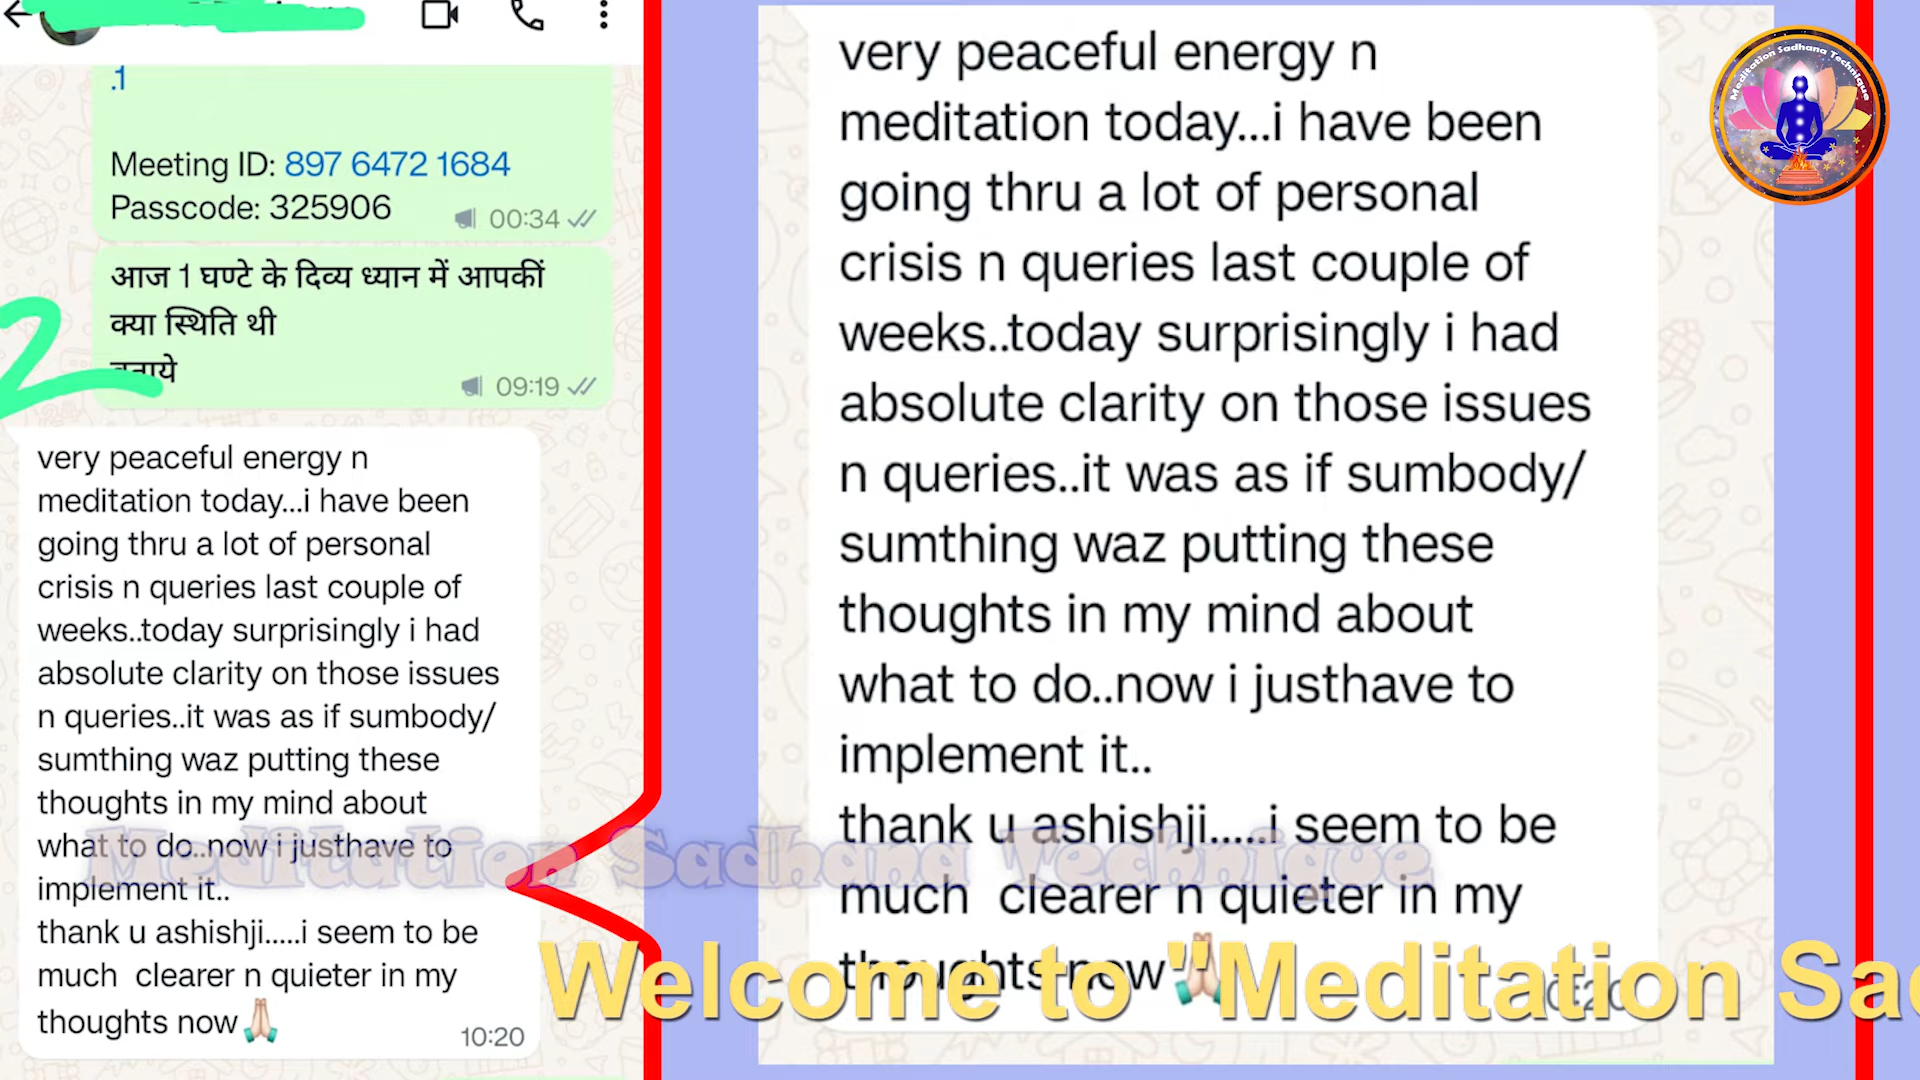 .1
Meeting ID: 897 6472 1684
Passcode: 325906
00:34
आज 1 घण्टे के दिव्य ध्यान में आपकीं
क्या स्थिति थी
09:19
very peaceful energy n
meditation today...i have been
going thru a lot of personal
crisis n queries last couple of
weeks..today surprisingly i had
absolute clarity on those issues
n queries..it was as if sumbody/
sumthing waz putting these
thoughts in my mind about
what to do..now i justhave to
implement it..
thank u ashishji.....i seem to be
much clearer n quieter in my
thoughts now🙏🏻
10:20
very peaceful energy n
meditation today...i have been
going thru a lot of personal
crisis n queries last couple of
weeks..today surprisingly i had
absolute clarity on those issues
n queries..it was as if sumbody/
sumthing waz putting these
thoughts in my mind about
what to do..now i justhave to
implement it..
thank u ashishji.....i seem to be
much clearer n quieter in my
thoughts now🙏🏻
Meditation Sadhana Technique
Meditation Sadhana Technique
Welcome to "Meditation Sad